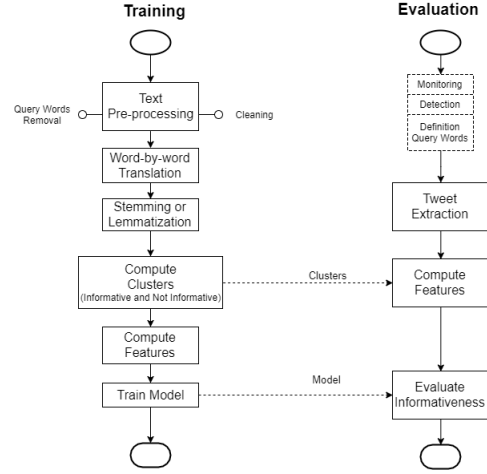 Training
Text
Pre-processing
Query Words
Removal
Cleaning
Word-by-word
Translation
Stemming or
Lemmatization
Compute
Clusters
(Informative and Not Informative)
Clusters
Compute
Features
Train Model
Model
Evaluation
Monitoring
Detection
Definition
Query Words
Tweet
Extraction
Compute
Features
Evaluate
Informativeness